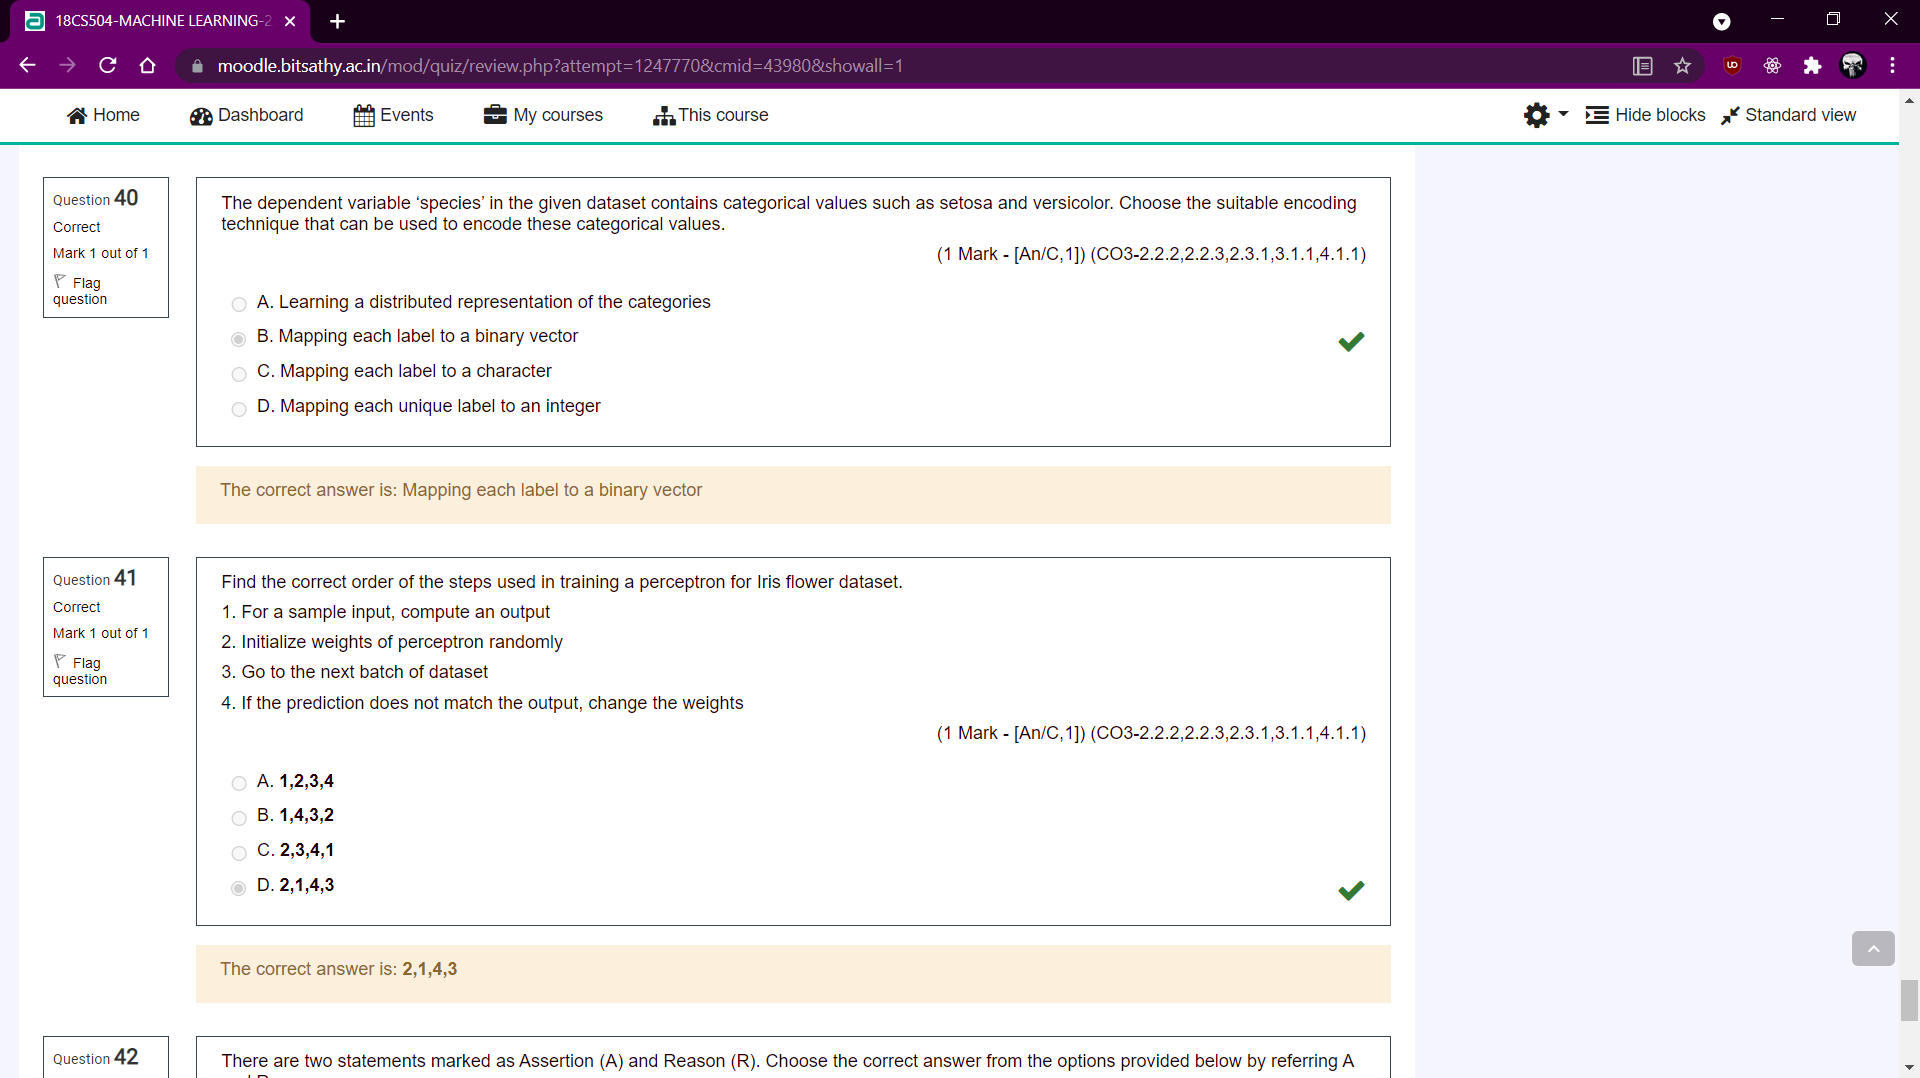 18CS504-MACHINE LEARNING-2
moodle.bitsathy.ac.in/mod/quiz/review.php?attempt=1247770&cmid=43980&showall=1
Home Dashboard Events My courses This course Hide blocks Standard view
Question 40
Correct
Mark 1 out of 1
Flag question
The dependent variable ‘species’ in the given dataset contains categorical values such as setosa and versicolor. Choose the suitable encoding
technique that can be used to encode these categorical values.
(1 Mark - [An/C,1]) (CO3-2.2.2,2.2.3,2.3.1,3.1.1,4.1.1)
A. Learning a distributed representation of the categories
B. Mapping each label to a binary vector
C. Mapping each label to a character
D. Mapping each unique label to an integer
The correct answer is: Mapping each label to a binary vector
Question 41
Correct
Mark 1 out of 1
Flag question
Find the correct order of the steps used in training a perceptron for Iris flower dataset.
1. For a sample input, compute an output
2. Initialize weights of perceptron randomly
3. Go to the next batch of dataset
4. If the prediction does not match the output, change the weights
(1 Mark - [An/C,1]) (CO3-2.2.2,2.2.3,2.3.1,3.1.1,4.1.1)
A. 1,2,3,4
B. 1,4,3,2
C. 2,3,4,1
D. 2,1,4,3
The correct answer is: 2,1,4,3
Question 42
There are two statements marked as Assertion (A) and Reason (R). Choose the correct answer from the options provided below by referring A